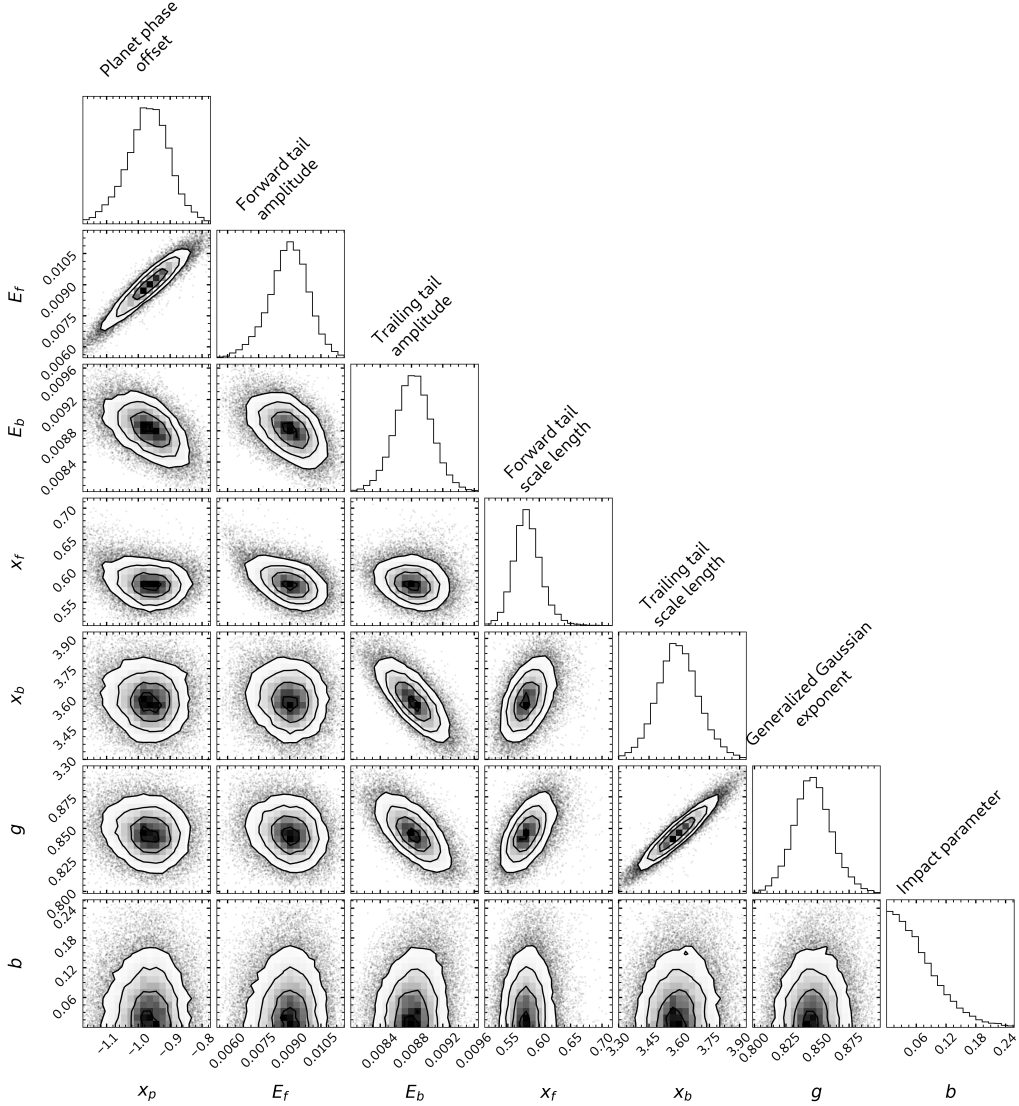 Planet phase
offset
Forward tail
amplitude
E_f
0.0105
0.0090
0.0075
0.0060
Trailing tail
amplitude
E_b
0.0096
0.0092
0.0088
0.0084
Forward tail
scale length
x_f
0.70
0.65
0.60
0.55
Trailing tail
scale length
x_b
3.90
3.75
3.60
3.45
3.30
Generalized Gaussian
exponent
g
0.875
0.850
0.825
0.800
Impact parameter
b
0.24
0.18
0.12
0.06
−1.1 −1.0 −0.9 −0.8
0.0060 0.0075 0.0090 0.0105
0.0084 0.0088 0.0092 0.0096
0.55 0.60 0.65 0.70
3.30 3.45 3.60 3.75 3.90
0.800 0.825 0.850 0.875
0.06 0.12 0.18 0.24
x_p E_f E_b x_f x_b g b